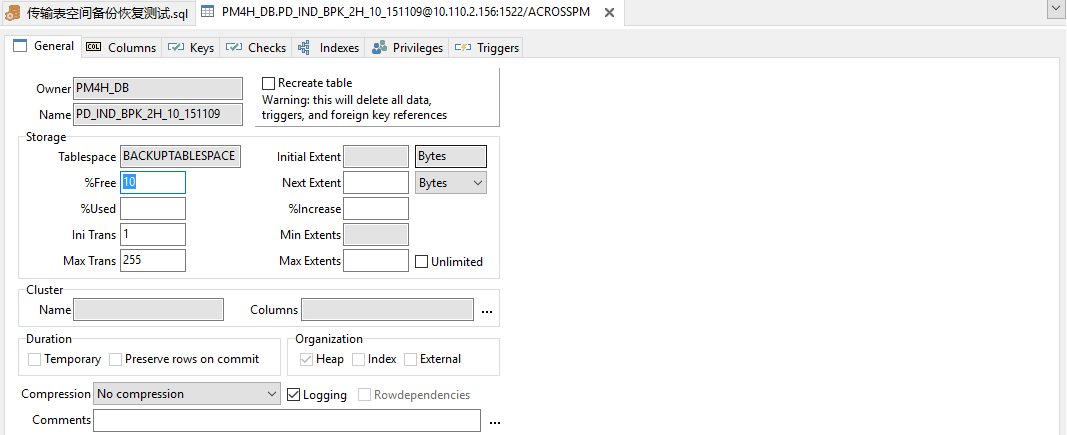 传输表空间备份恢复测试.sql PM4H_DB.PD_IND_BPK_2H_10_151109@10.110.2.156:1522/ACROSSPM
General Columns Keys Checks Indexes Privileges Triggers
Owner PM4H_DB
Recreate table
Warning: this will delete all data,
triggers, and foreign key references
Name PD_IND_BPK_2H_10_151109
Storage
Tablespace BACKUPTABLESPACE Initial Extent Bytes
%Free 10 Next Extent Bytes
%Used %Increase
Ini Trans 1 Min Extents
Max Trans 255 Max Extents Unlimited
Cluster
Name Columns ...
Duration Organization
Temporary Preserve rows on commit Heap Index External
Compression No compression Logging Rowdependencies
Comments ...